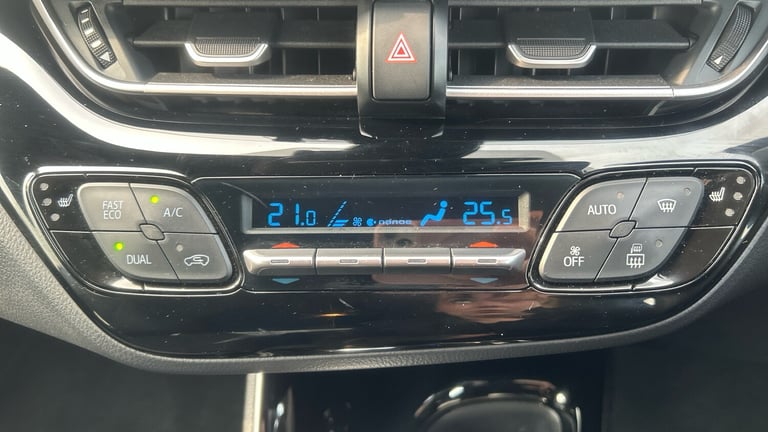 FAST
ECO
A/C
DUAL
21.0
25.5
AUTO
OFF